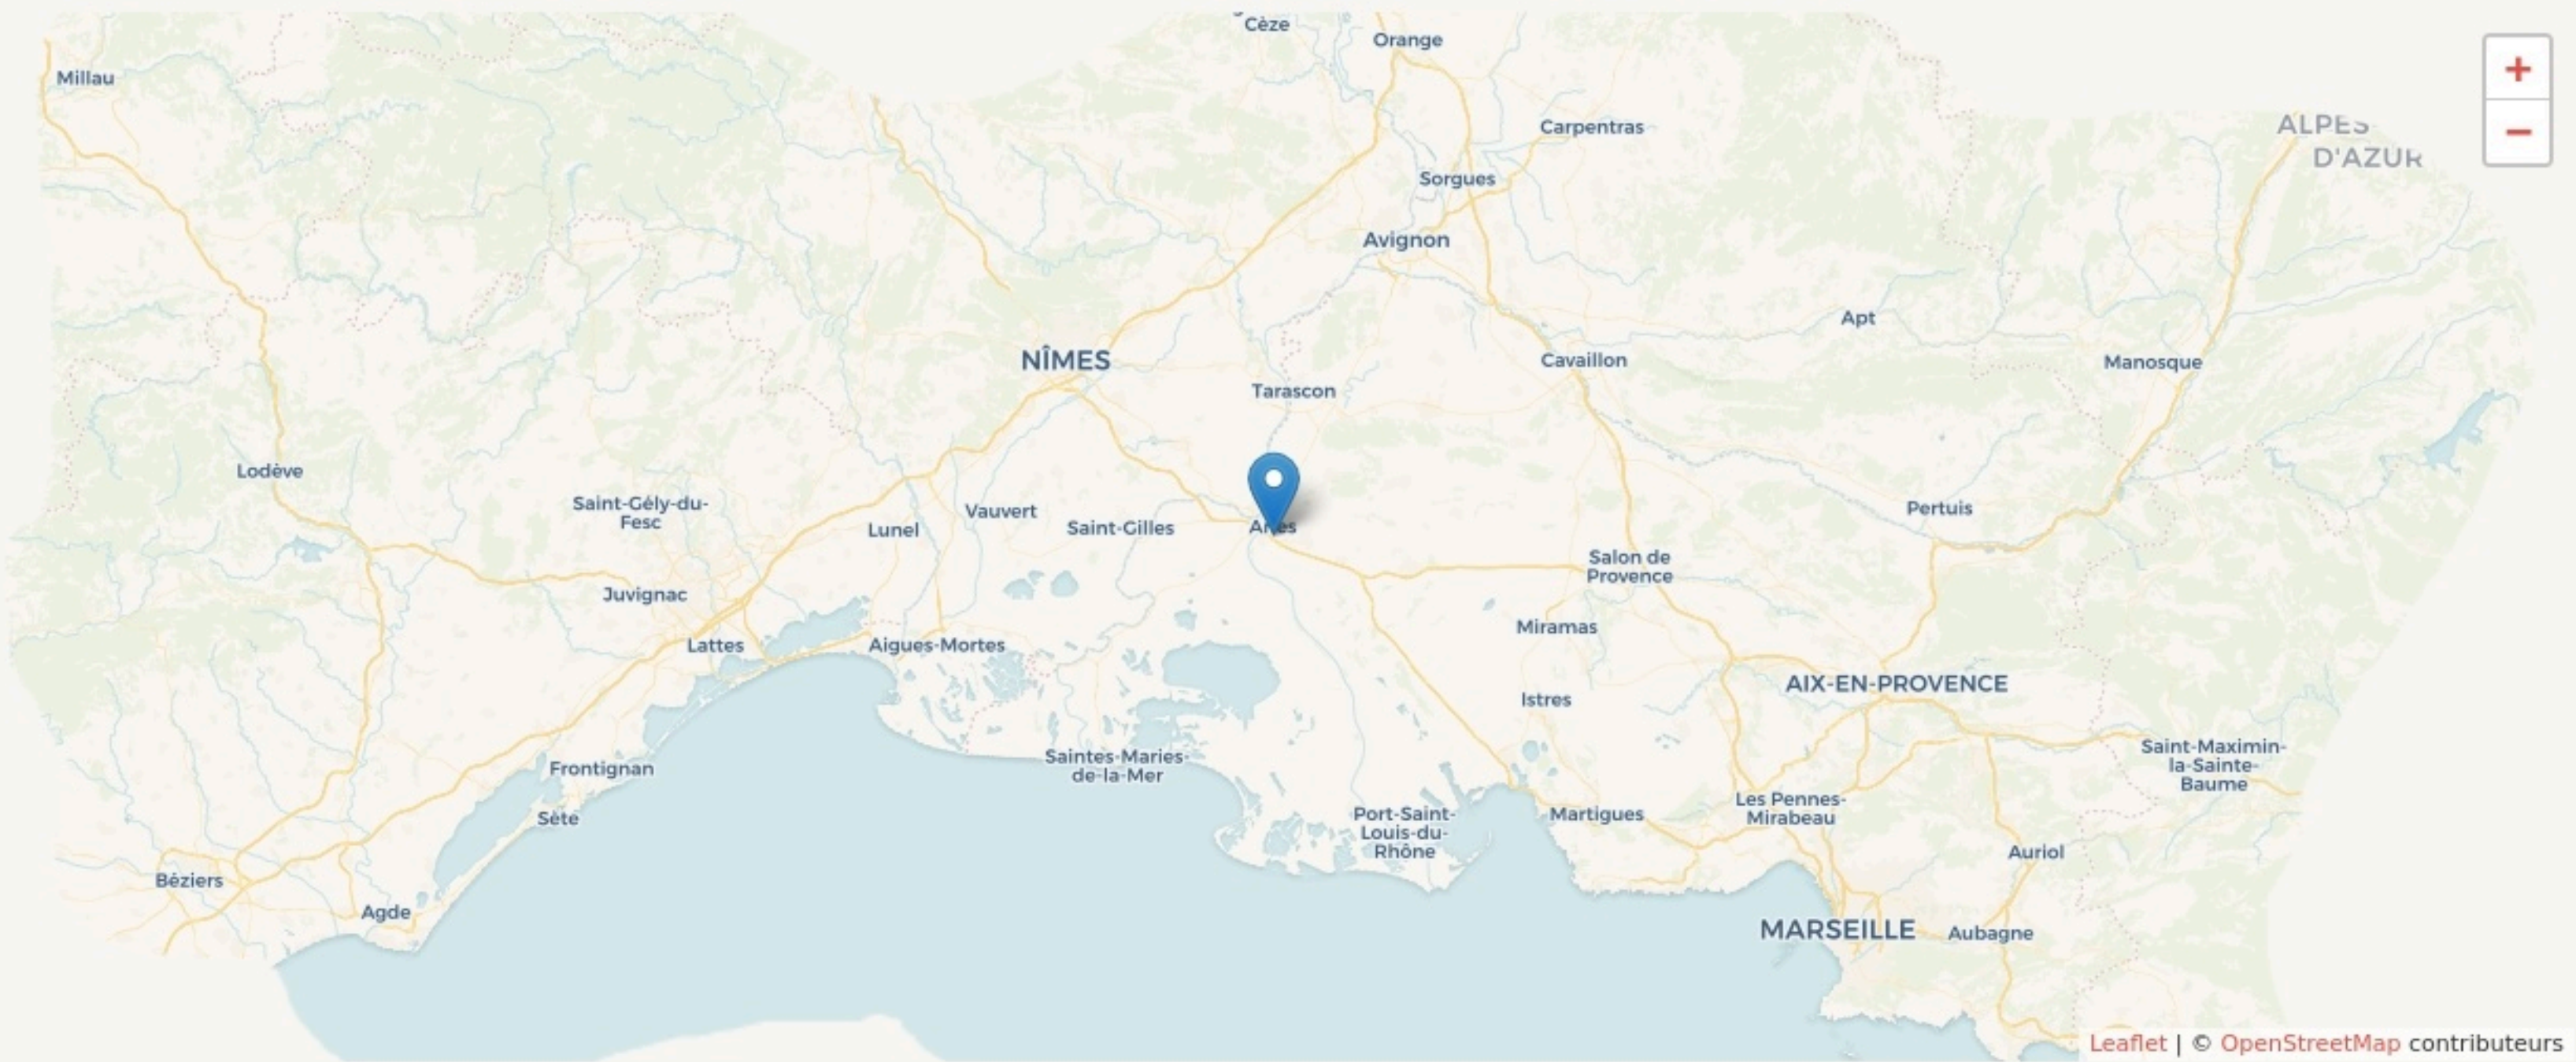 Cèze
Orange
Millau
+
−
ALPES
D'AZUR
Carpentras
Sorgues
Avignon
Apt
NÎMES
Cavaillon
Manosque
Tarascon
Lodève
Saint-Gély-du-
Fesc
Vauvert
Pertuis
Lunel
Saint-Gilles
Arles
Salon de
Provence
Juvignac
Miramas
Lattes
Aigues-Mortes
AIX-EN-PROVENCE
Istres
Saintes-Maries-
de-la-Mer
Saint-Maximin-
la-Sainte-
Baume
Frontignan
Sète
Port-Saint-
Louis-du-
Rhône
Martigues
Les Pennes-
Mirabeau
Auriol
Béziers
Agde
MARSEILLE
Aubagne
Leaflet | © OpenStreetMap contributeurs